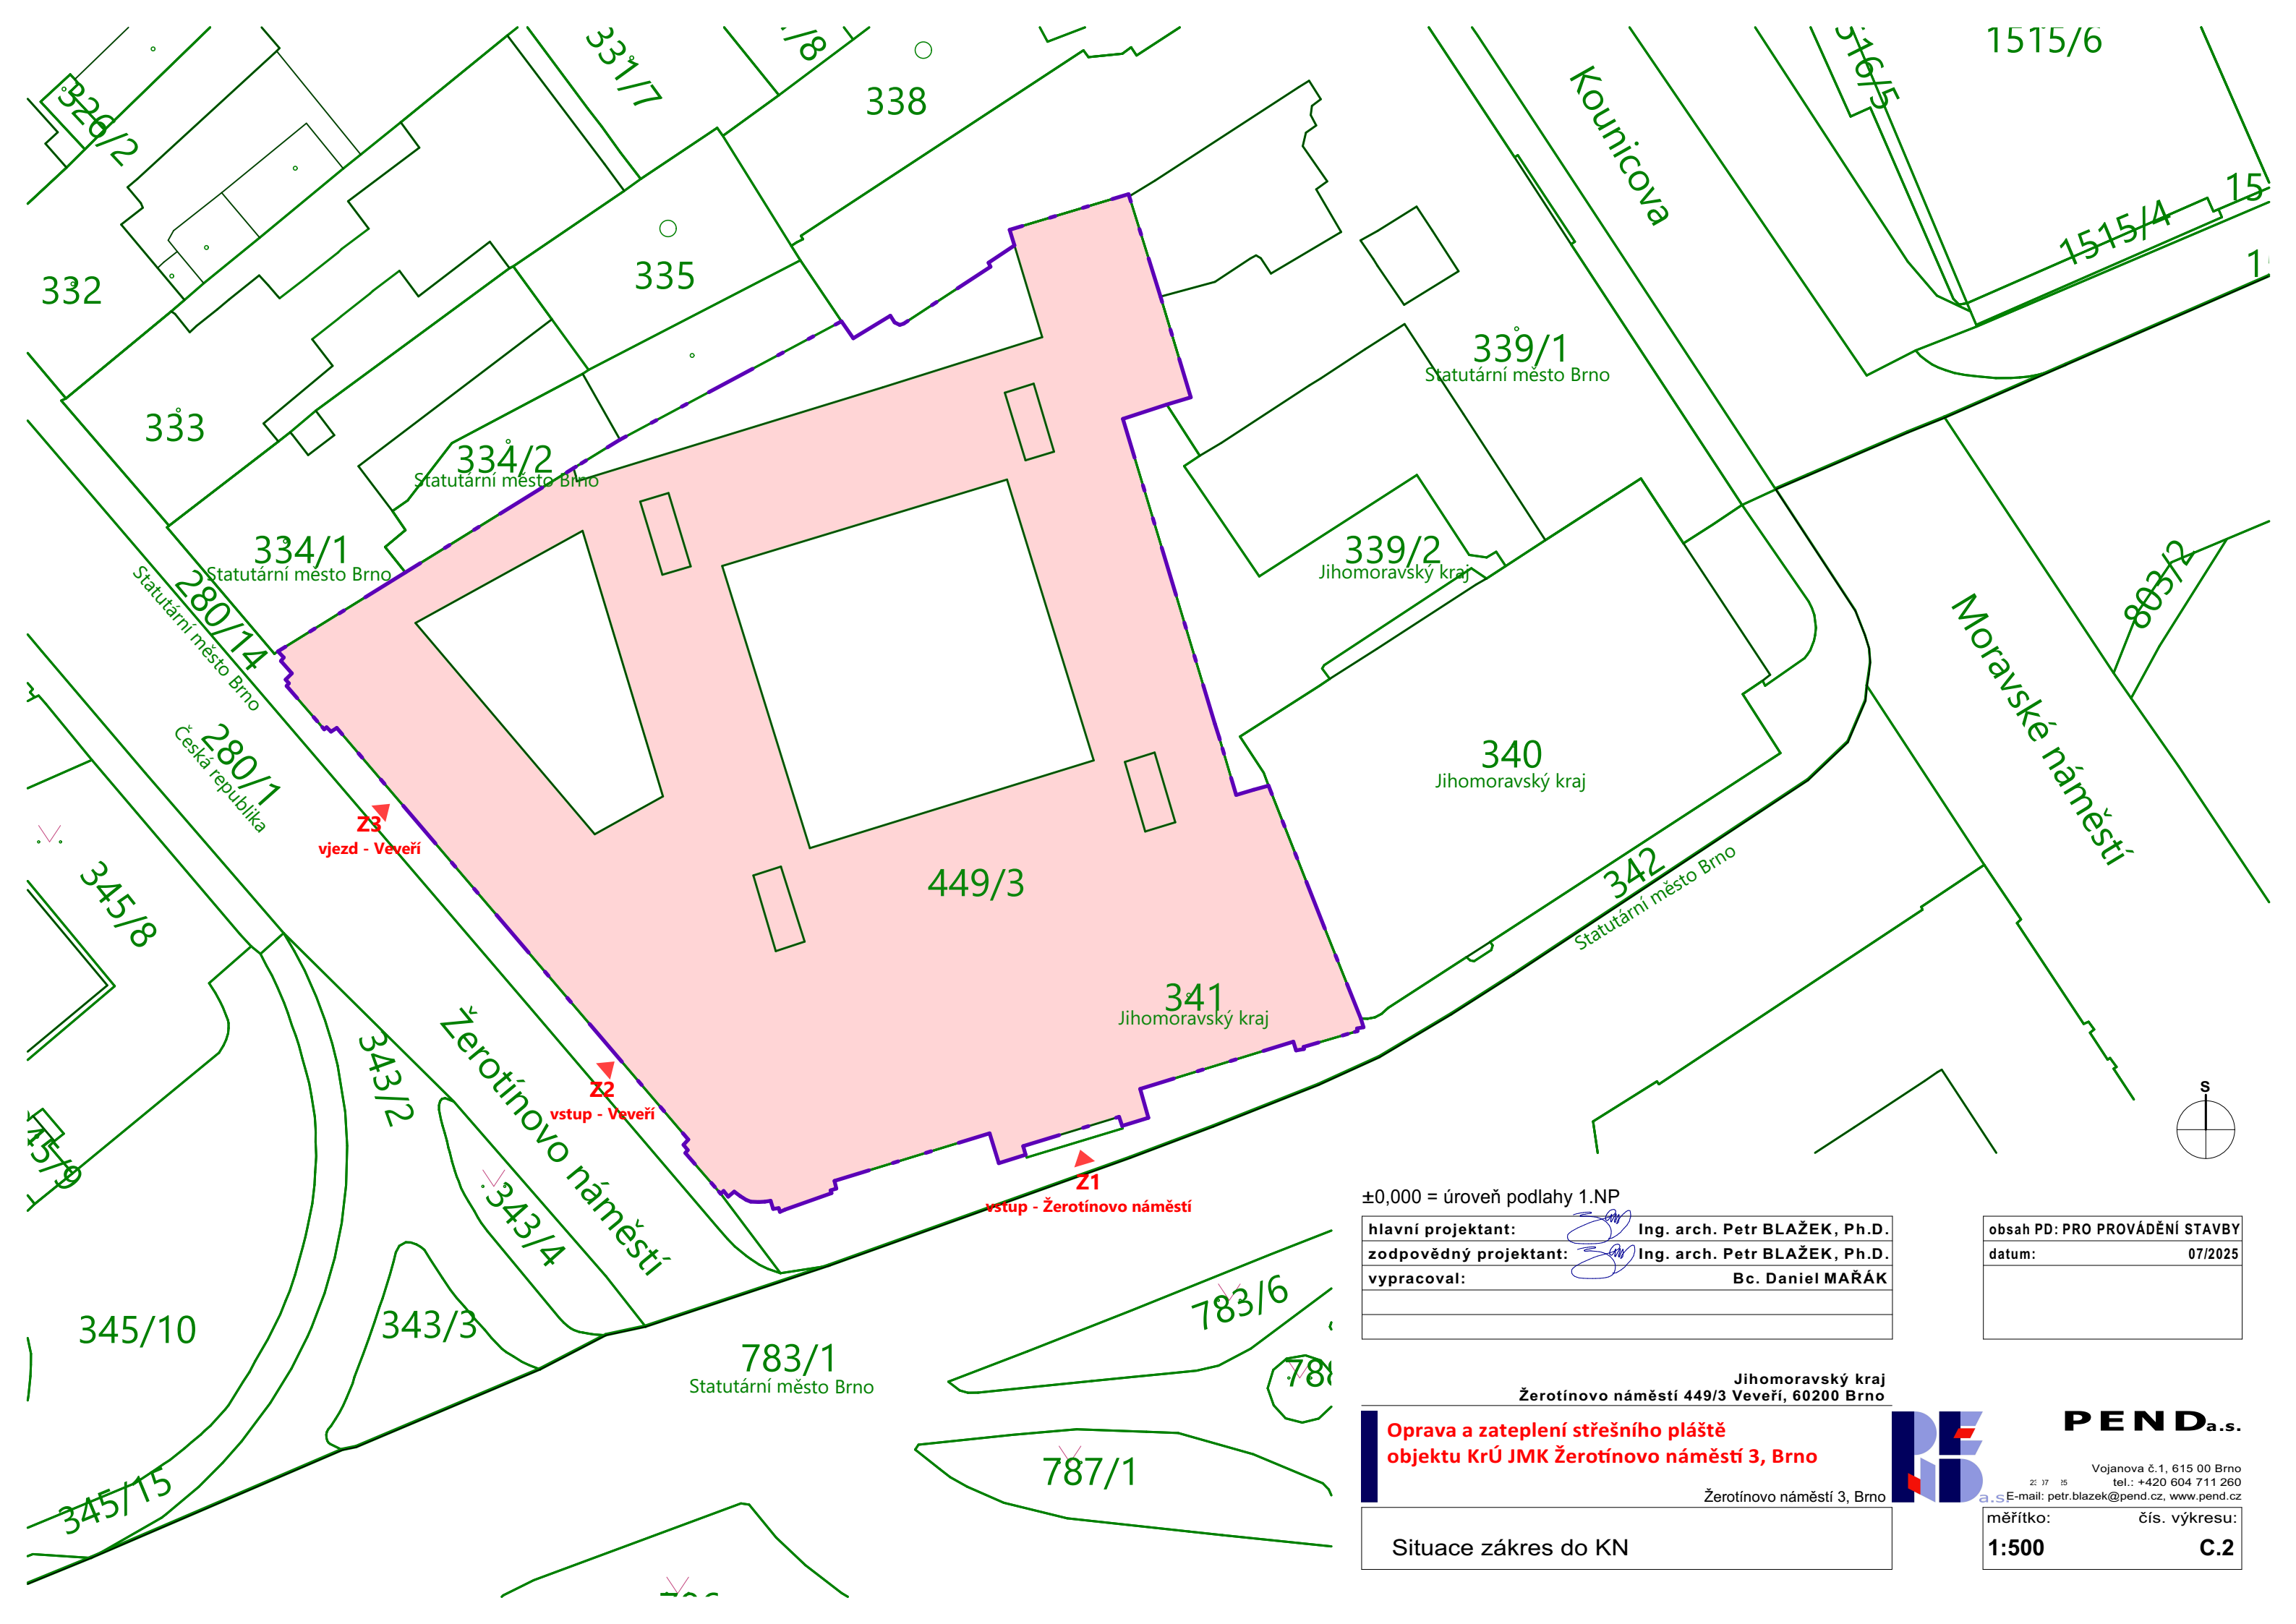 326/2
331/7
/8
338
Kounicova
516/5
1515/6
15
1515/4
332
335
333
334/2
Statutární město Brno
339/1
Statutární město Brno
334/1
Statutární město Brno
280/14
Statutární město Brno
339/2
Jihomoravský kraj
803/2
Moravské náměstí
280/1
Česká republika
340
Jihomoravský kraj
Z3
vjezd - Veveří
345/8
449/3
342
Statutární město Brno
341
Jihomoravský kraj
343/2
Žerotínovo náměstí
Z2
vstup - Veveří
45/9
343/4
Z1
vstup - Žerotínovo náměstí
S
345/10
343/3
783/1
Statutární město Brno
783/6
787/1
345/15
±0,000 = úroveň podlahy 1.NP
hlavní projektant: Ing. arch. Petr BLAŽEK, Ph.D.
zodpovědný projektant: Ing. arch. Petr BLAŽEK, Ph.D.
vypracoval: Bc. Daniel MAŘÁK
obsah PD: PRO PROVÁDĚNÍ STAVBY
datum: 07/2025
Jihomoravský kraj
Žerotínovo náměstí 449/3 Veveří, 60200 Brno
Oprava a zateplení střešního pláště
objektu KrÚ JMK Žerotínovo náměstí 3, Brno
Žerotínovo náměstí 3, Brno
PEND a.s.
PEND a.s.
Vojanova č.1, 615 00 Brno
tel.: +420 604 711 260
E-mail: petr.blazek@pend.cz, www.pend.cz
Situace zákres do KN
měřítko: čís. výkresu:
1:500 C.2